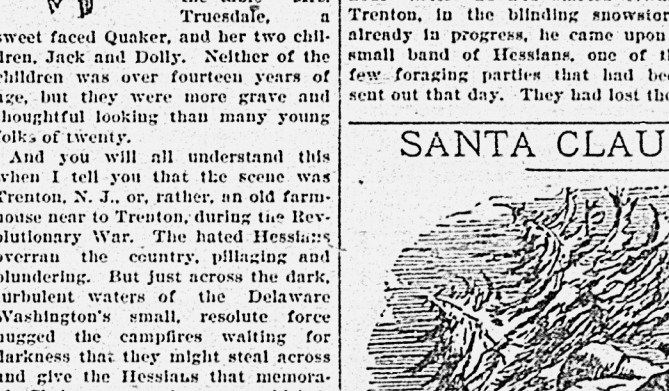 Truesdale, a
sweet faced Quaker, and her two chil-
dren, Jack and Dolly. Neither of the
children was over fourteen years of
age, but they were more grave and
thoughtful looking than many young
folks of twenty.
And you will all understand this
when I tell you that the scene was
Trenton, N. J., or, rather, an old farm-
house near to Trenton, during the Rev-
olutionary War. The hated Hessians
overran the country, pillaging and
plundering. But just across the dark,
turbulent waters of the Delaware
Washington's small, resolute force
hugged the campfires waiting for
darkness that they might steal across
and give the Hessians that memora-
Trenton, in the blinding snowsto
already in progress, he came upon
small band of Hessians, one of t
few foraging parties that had be
sent out that day. They had lost the
SANTA CLAU